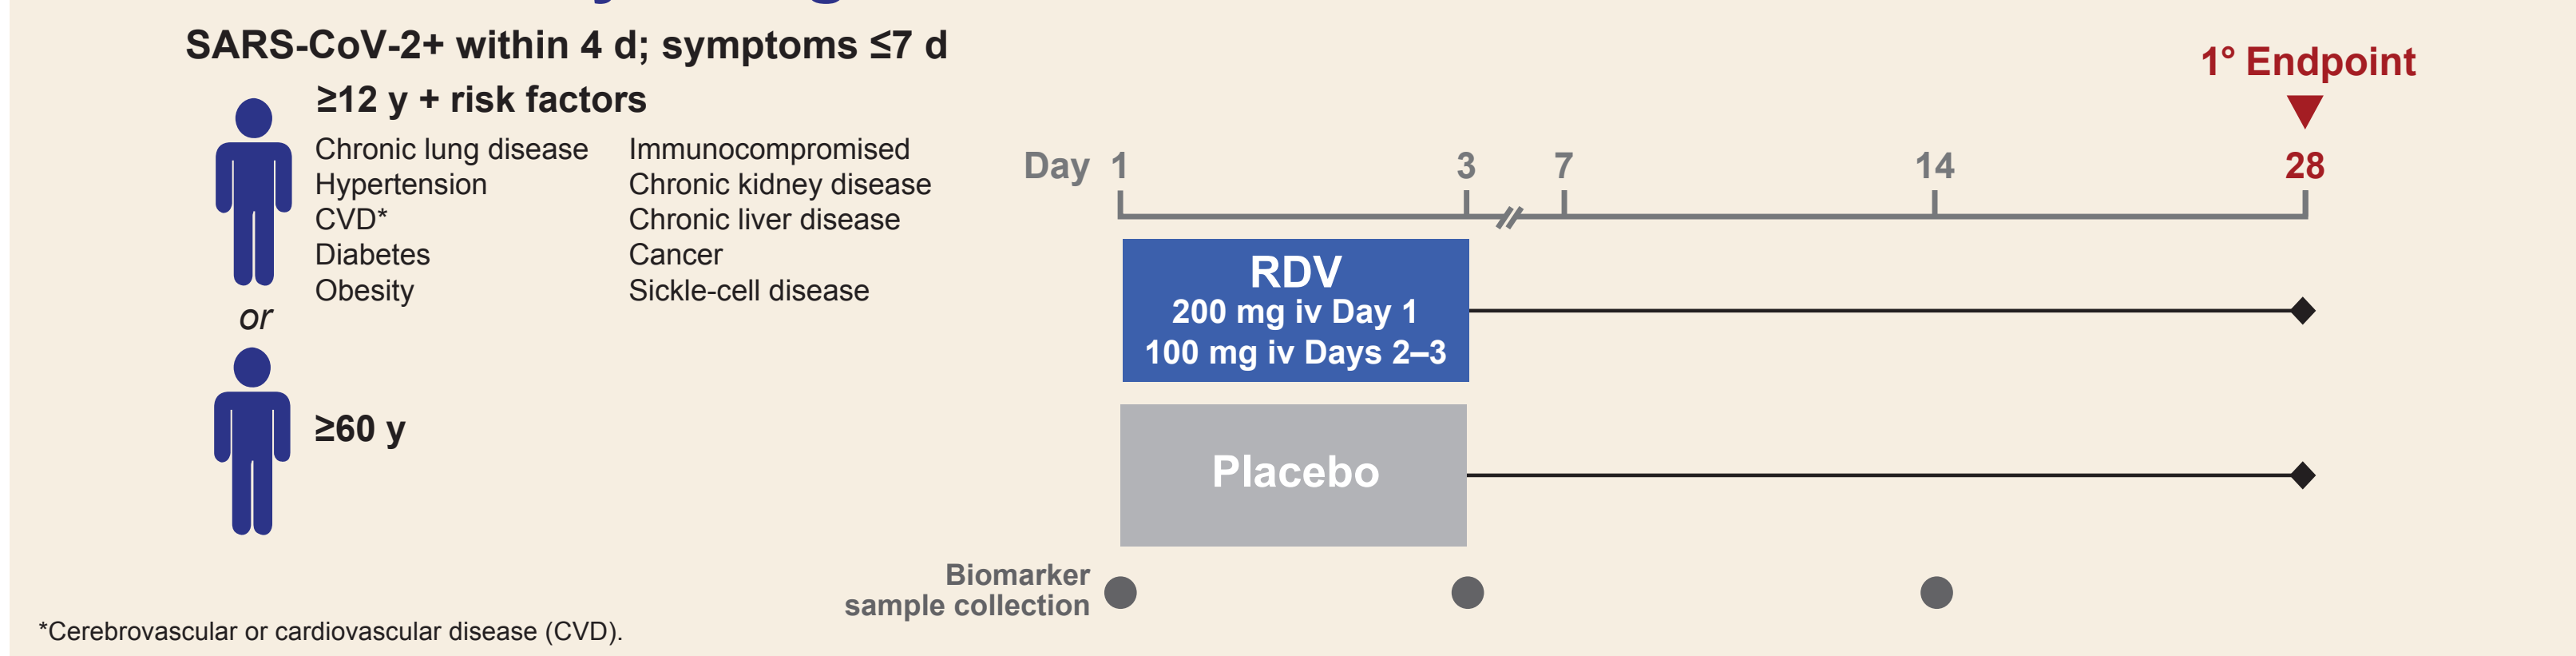 SARS-CoV-2+ within 4 d; symptoms ≤7 d
≥12 y + risk factors
Chronic lung disease
Hypertension
CVD*
Diabetes
Obesity
Immunocompromised
Chronic kidney disease
Chronic liver disease
Cancer
Sickle-cell disease
or
≥60 y
1° Endpoint
Day 1 3 7 14 28
RDV
200 mg iv Day 1
100 mg iv Days 2–3
Placebo
Biomarker
sample collection
*Cerebrovascular or cardiovascular disease (CVD).